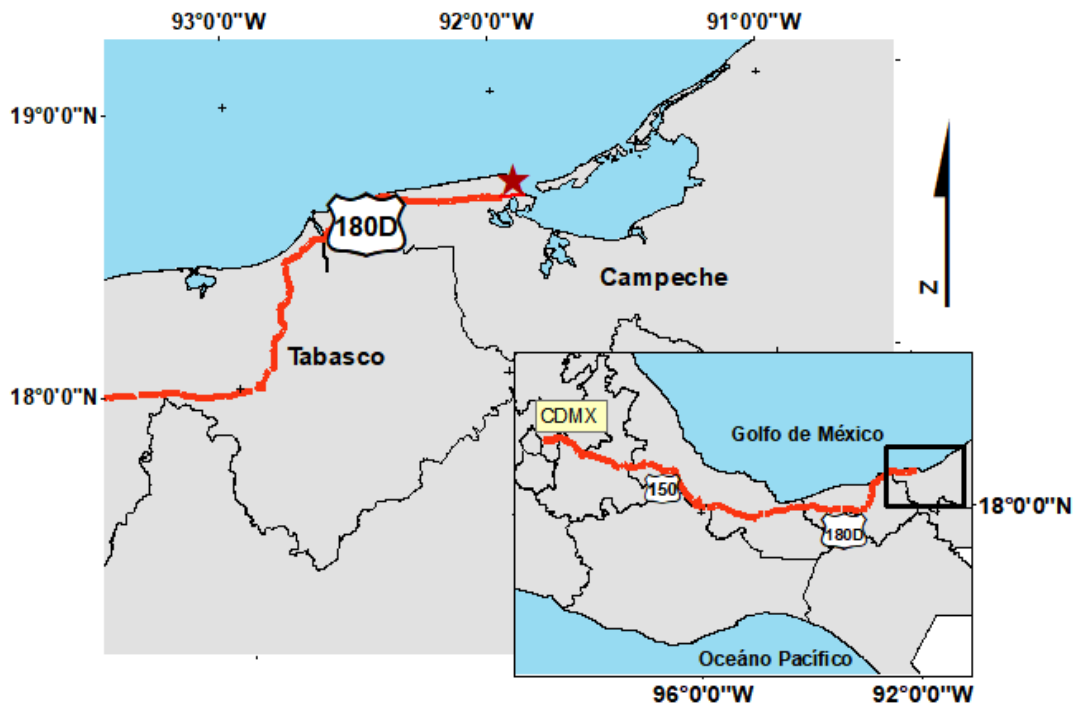 93°0'0"W
92°0'0"W
91°0'0"W
19°0'0"N
180D
Campeche
N
Tabasco
18°0'0"N
CDMX
Golfo de México
150
18°0'0"N
180D
Oceáno Pacífico
96°0'0"W
92°0'0"W